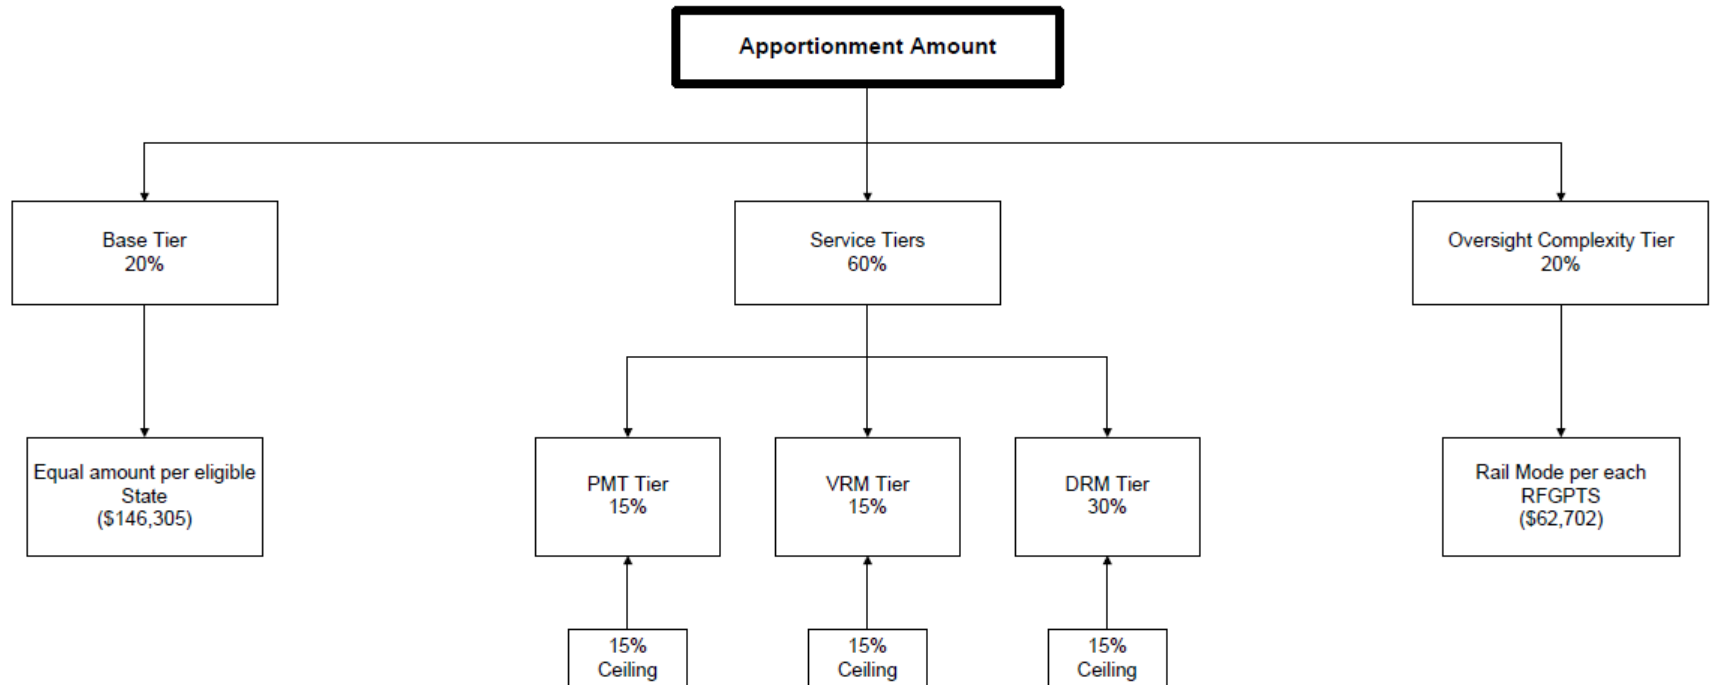 Apportionment Amount
Base Tier
20%
Service Tiers
60%
Oversight Complexity Tier
20%
Equal amount per eligible
State
($146,305)
PMT Tier
15%
VRM Tier
15%
DRM Tier
30%
Rail Mode per each
RFGPTS
($62,702)
15%
Ceiling
15%
Ceiling
15%
Ceiling